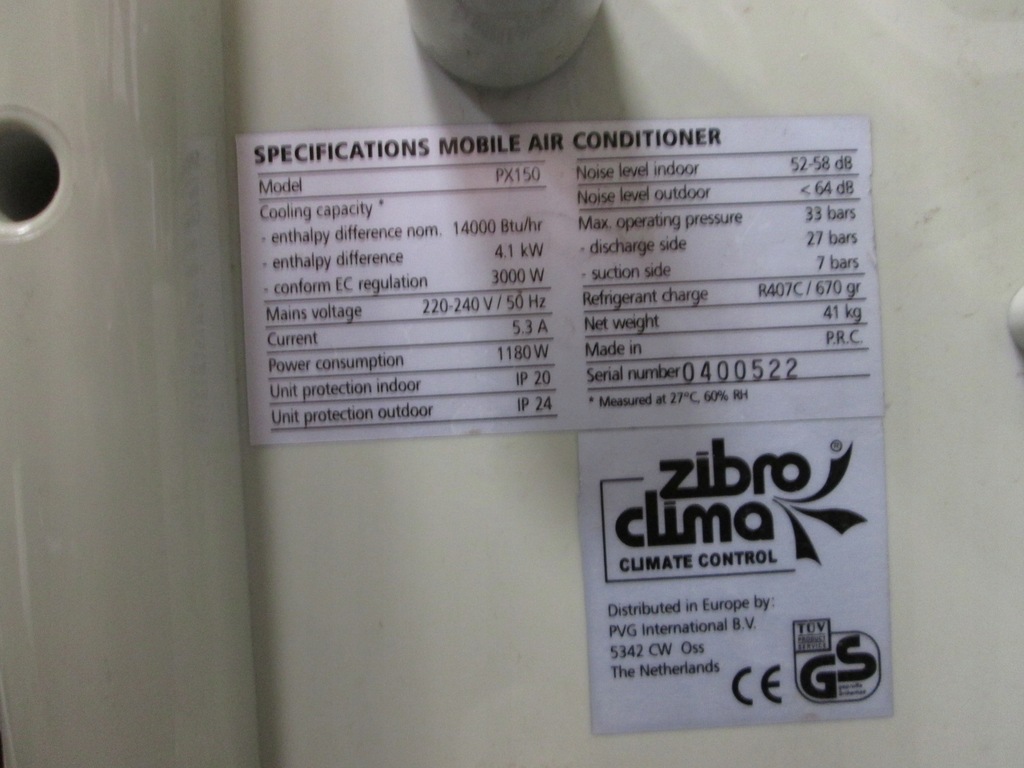 SPECIFICATIONS MOBILE AIR CONDITIONER
Model PX150
Cooling capacity *
- enthalpy difference nom. 14000 Btu/hr
- enthalpy difference 4.1 kW
- conform EC regulation 3000 W
Mains voltage 220-240 V / 50 Hz
Current 5.3 A
Power consumption 1180 W
Unit protection indoor IP 20
Unit protection outdoor IP 24
Noise level indoor 52-58 dB
Noise level outdoor < 64 dB
Max. operating pressure 33 bars
- discharge side 27 bars
- suction side 7 bars
Refrigerant charge R407C / 670 gr
Net weight 41 kg
Made in P.R.C.
Serial number 0400522
* Measured at 27°C, 60% RH
zibro ®
clima
CLIMATE CONTROL
Distributed in Europe by:
PVG International B.V.
5342 CW Oss
The Netherlands
CE
TÜV
GS